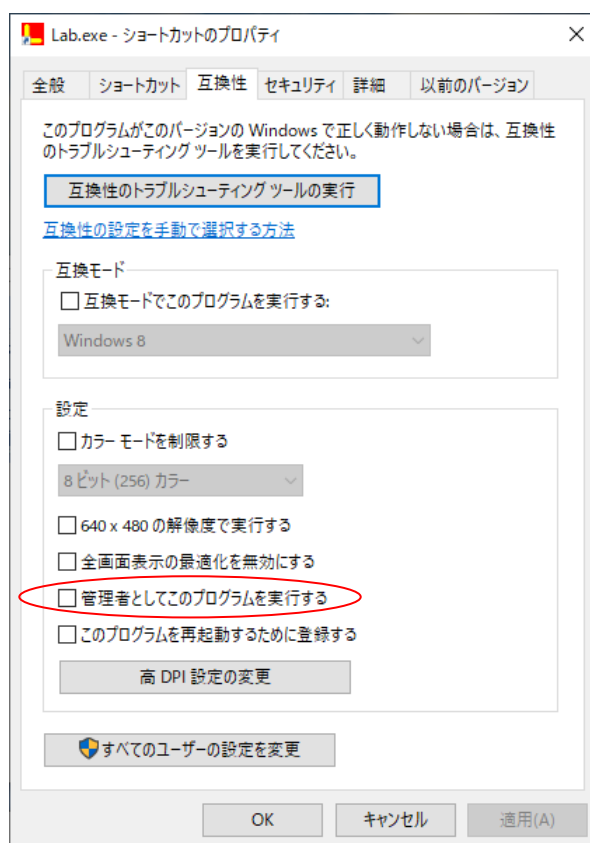 Lab.exe - ショートカットのプロパティ
全般 ショートカット 互換性 セキュリティ 詳細 以前のバージョン
このプログラムがこのバージョンの Windows で正しく動作しない場合は、互換性
のトラブルシューティング ツールを実行してください。
互換性のトラブルシューティング ツールの実行
互換性の設定を手動で選択する方法
互換モード
互換モードでこのプログラムを実行する:
Windows 8
設定
カラー モードを制限する
8 ビット (256) カラー
640 x 480 の解像度で実行する
全画面表示の最適化を無効にする
管理者としてこのプログラムを実行する
このプログラムを再起動するために登録する
高 DPI 設定の変更
すべてのユーザーの設定を変更
OK キャンセル 適用(A)